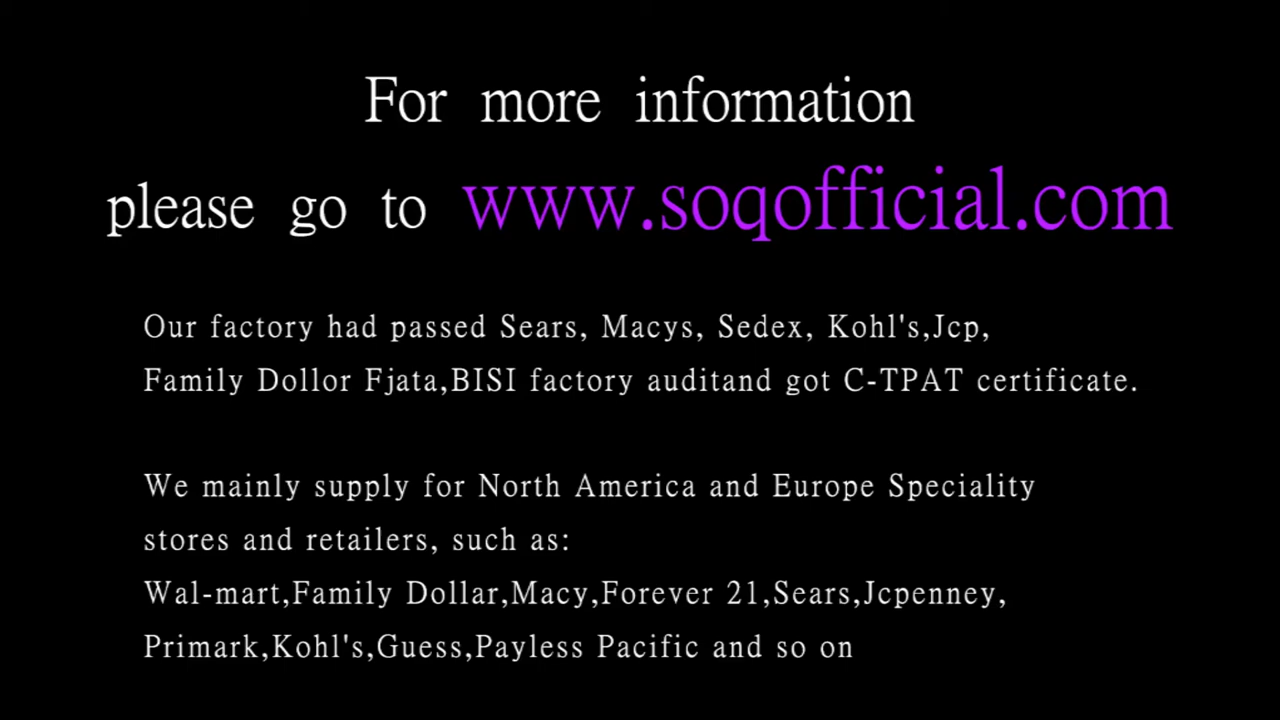 For more information
please go to www.soqofficial.com
Our factory had passed Sears, Macys, Sedex, Kohl's,Jcp,
Family Dollor Fjata,BISI factory auditand got C-TPAT certificate.
We mainly supply for North America and Europe Speciality
stores and retailers, such as:
Wal-mart,Family Dollar,Macy,Forever 21,Sears,Jcpenney,
Primark,Kohl's,Guess,Payless Pacific and so on